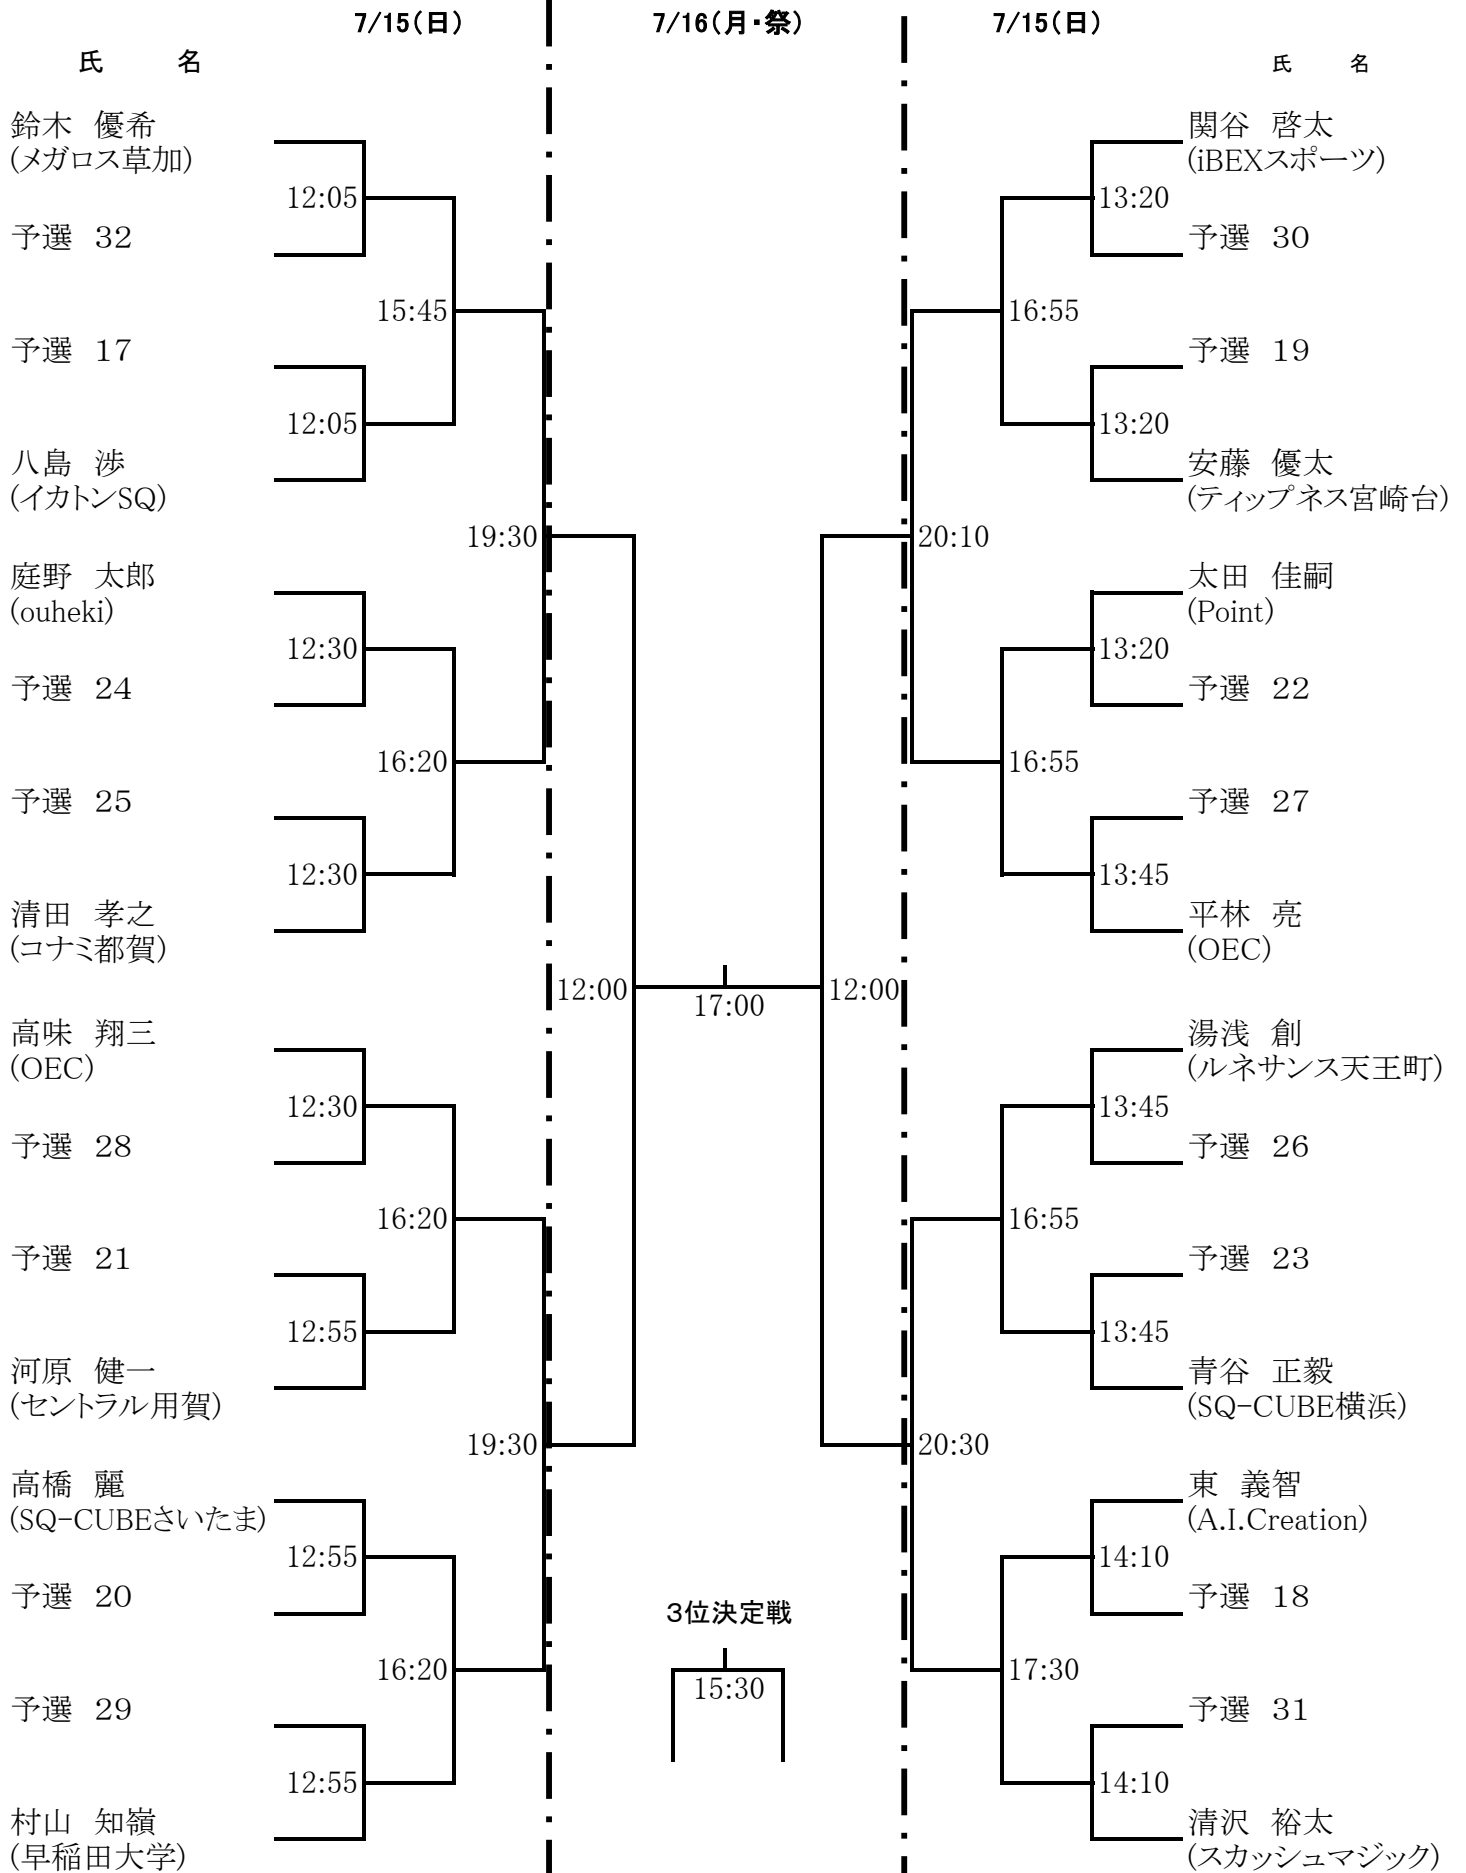 7/15(日)
7/16(月・祭)
7/15(日)
氏　名
氏　名
鈴木　優希
(メガロス草加)
12:05
予選　32
15:45
予選　17
12:05
八島　渉
(イカトンSQ)
19:30
庭野　太郎
(ouheki)
12:30
予選　24
16:20
予選　25
12:30
清田　孝之
(コナミ都賀)
12:00
高味　翔三
(OEC)
12:30
予選　28
16:20
予選　21
12:55
河原　健一
(セントラル用賀)
19:30
高橋　麗
(SQ-CUBEさいたま)
12:55
予選　20
16:20
予選　29
12:55
村山　知嶺
(早稲田大学)
17:00
3位決定戦
15:30
関谷　啓太
(iBEXスポーツ)
13:20
予選　30
16:55
予選　19
13:20
安藤　優太
(ティップネス宮崎台)
20:10
太田　佳嗣
(Point)
13:20
予選　22
16:55
予選　27
13:45
平林　亮
(OEC)
12:00
湯浅　創
(ルネサンス天王町)
13:45
予選　26
16:55
予選　23
13:45
青谷　正毅
(SQ-CUBE横浜)
20:30
東　義智
(A.I.Creation)
14:10
予選　18
17:30
予選　31
14:10
清沢　裕太
(スカッシュマジック)